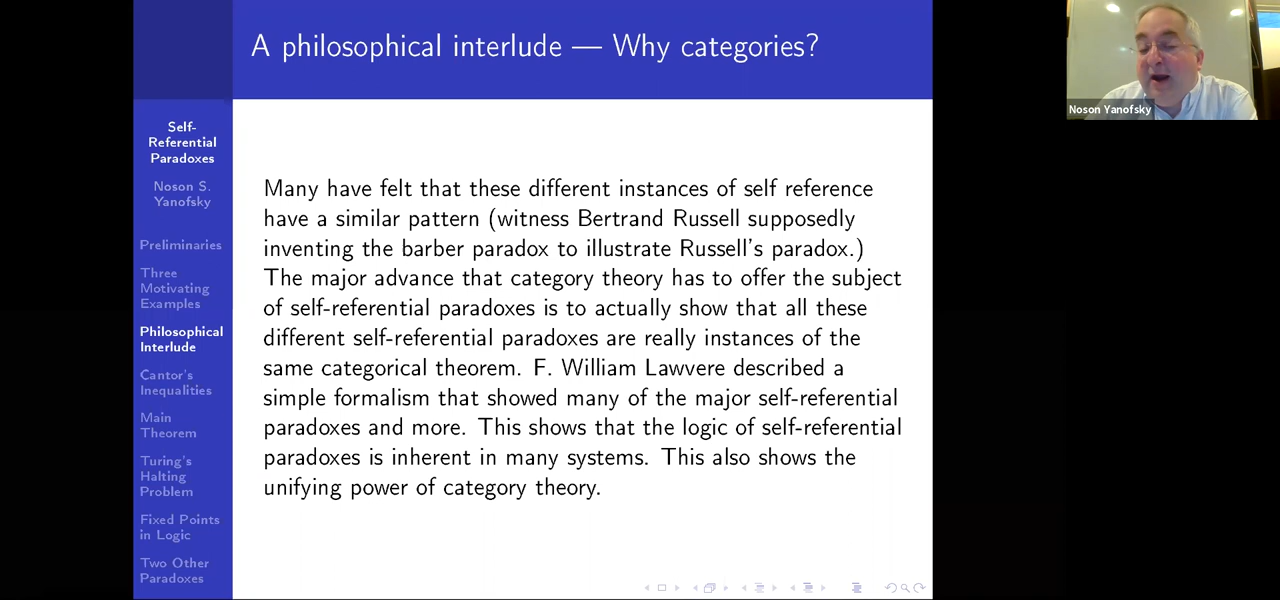 A philosophical interlude — Why categories?
Self-
Referential
Paradoxes
Noson S.
Yanofsky
Preliminaries
Three
Motivating
Examples
Philosophical
Interlude
Cantor's
Inequalities
Main
Theorem
Turing's
Halting
Problem
Fixed Points
in Logic
Two Other
Paradoxes
Many have felt that these different instances of self reference
have a similar pattern (witness Bertrand Russell supposedly
inventing the barber paradox to illustrate Russell's paradox.)
The major advance that category theory has to offer the subject
of self-referential paradoxes is to actually show that all these
different self-referential paradoxes are really instances of the
same categorical theorem. F. William Lawvere described a
simple formalism that showed many of the major self-referential
paradoxes and more. This shows that the logic of self-referential
paradoxes is inherent in many systems. This also shows the
unifying power of category theory.
Noson Yanofsky